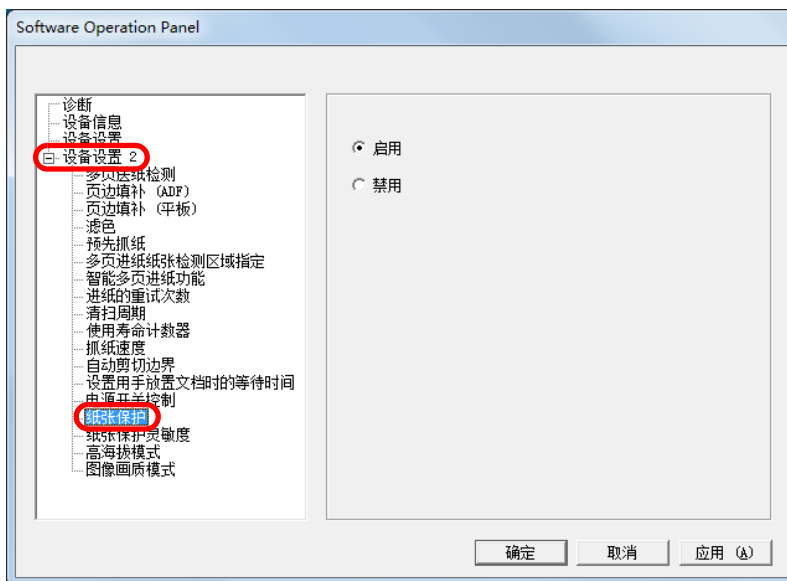 Software Operation Panel
诊断
设备信息
设备设置
设备设置 2
多页送纸检测
页边填补 (ADF)
页边填补 (平板)
滤色
预先抓纸
多页进纸纸张检测区域指定
智能多页进纸功能
进纸的重试次数
清扫周期
使用寿命计数器
抓纸速度
自动剪切边界
设置用手放置文档时的等待时间
电源开关控制
纸张保护
纸张保护灵敏度
高海拔模式
图像画质模式
启用
禁用
确定
取消
应用 (A)